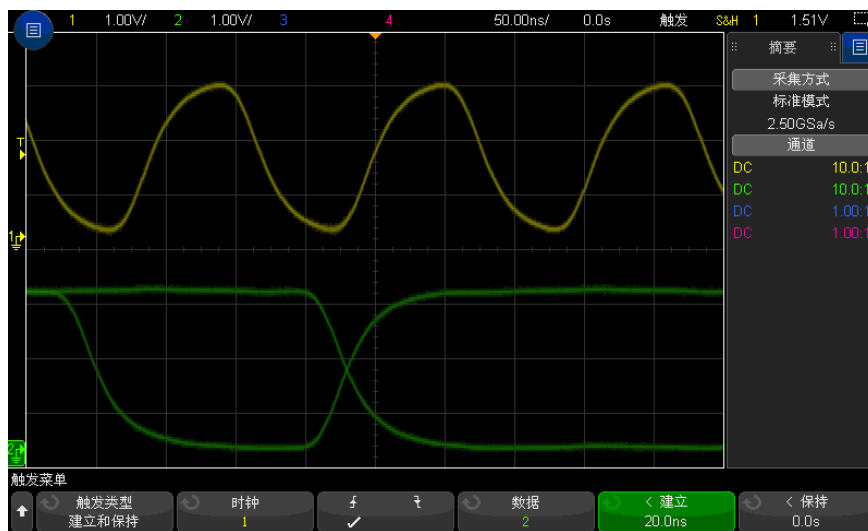 1 1.00V/ 2 1.00V/ 3 4 50.00ns/ 0.0s 触发 S&H 1 1.51V
摘要
采集方式
标准模式
2.50GSa/s
通道
DC 10.0:1
DC 10.0:1
DC 1.00:1
DC 1.00:1
T
1
2
触发菜单
触发类型
建立和保持
时钟
1
数据
2
< 建立
20.0ns
< 保持
0.0s